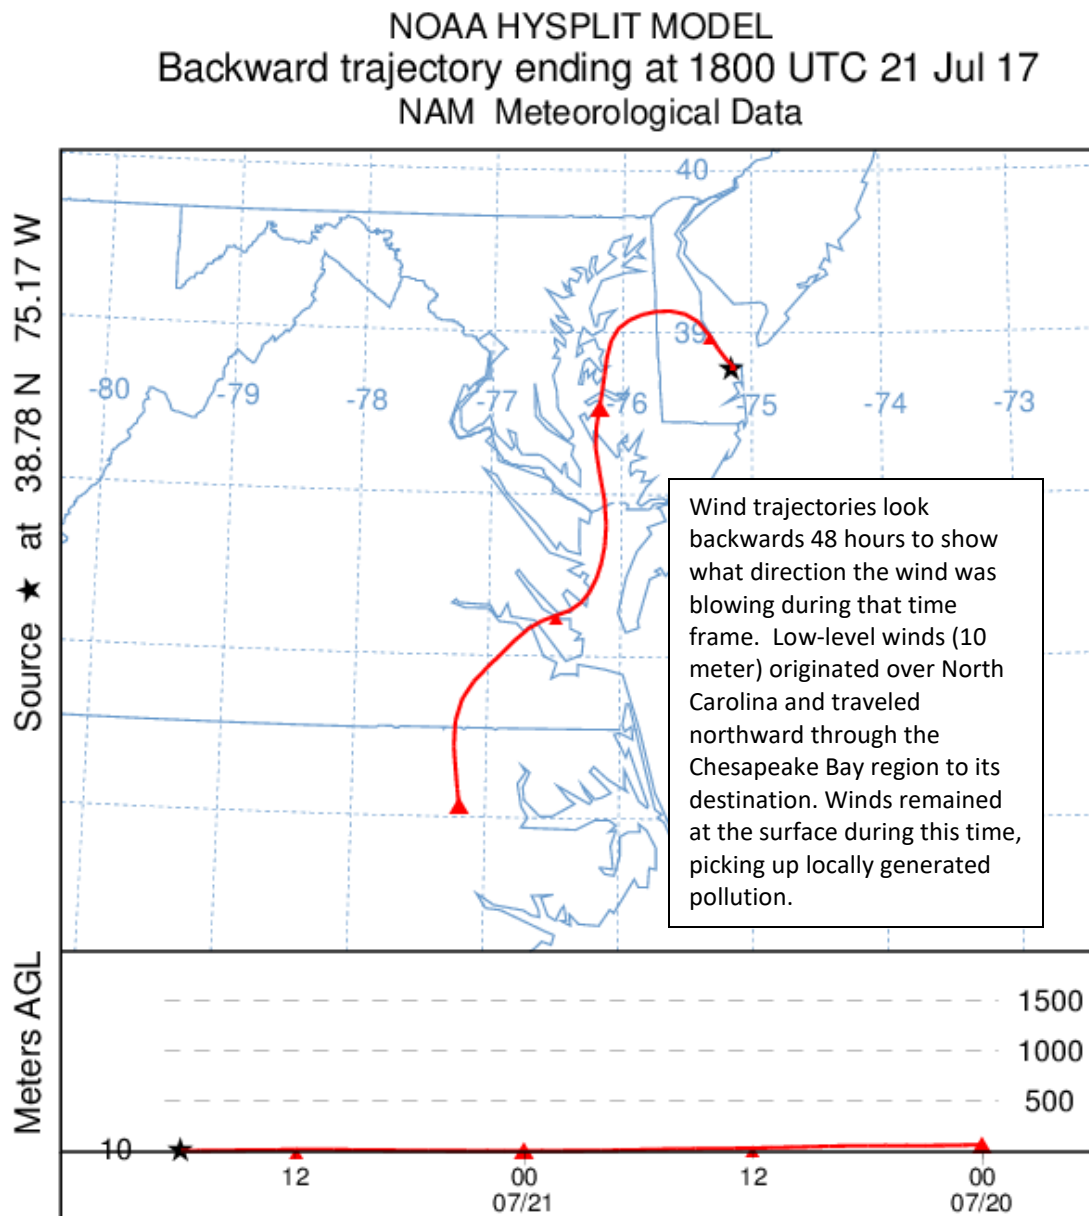 NOAA HYSPLIT MODEL
Backward trajectory ending at 1800 UTC 21 Jul 17
NAM Meteorological Data
Source ★ at 38.78 N 75.17 W
40
39
-80
-79
-78
-77
-76
-75
-74
-73
Wind trajectories look
backwards 48 hours to show
what direction the wind was
blowing during that time
frame. Low-level winds (10
meter) originated over North
Carolina and traveled
northward through the
Chesapeake Bay region to its
destination. Winds remained
at the surface during this time,
picking up locally generated
pollution.
Meters AGL
1500
1000
500
10
12
00
12
00
07/21
07/20